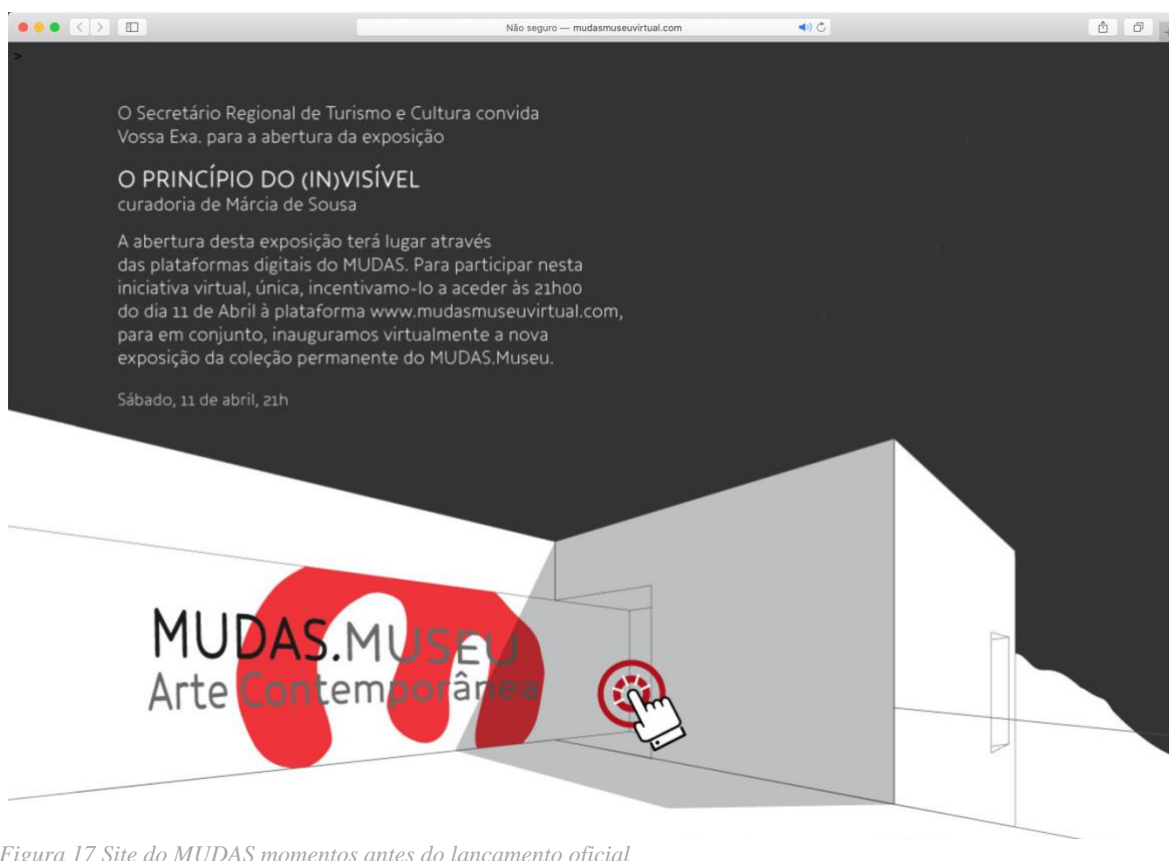 Não seguro — mudasmuseuvirtual.com
>
O Secretário Regional de Turismo e Cultura convida
Vossa Exa. para a abertura da exposição
O PRINCÍPIO DO (IN)VISÍVEL
curadoria de Márcia de Sousa
A abertura desta exposição terá lugar através
das plataformas digitais do MUDAS. Para participar nesta
iniciativa virtual, única, incentivamo-lo a aceder às 21h00
do dia 11 de Abril à plataforma www.mudasmuseuvirtual.com,
para em conjunto, inauguramos virtualmente a nova
exposição da coleção permanente do MUDAS.Museu.
Sábado, 11 de abril, 21h
MUDAS.MUSEU
Arte Contemporânea
Figura 17 Site do MUDAS momentos antes do lançamento oficial